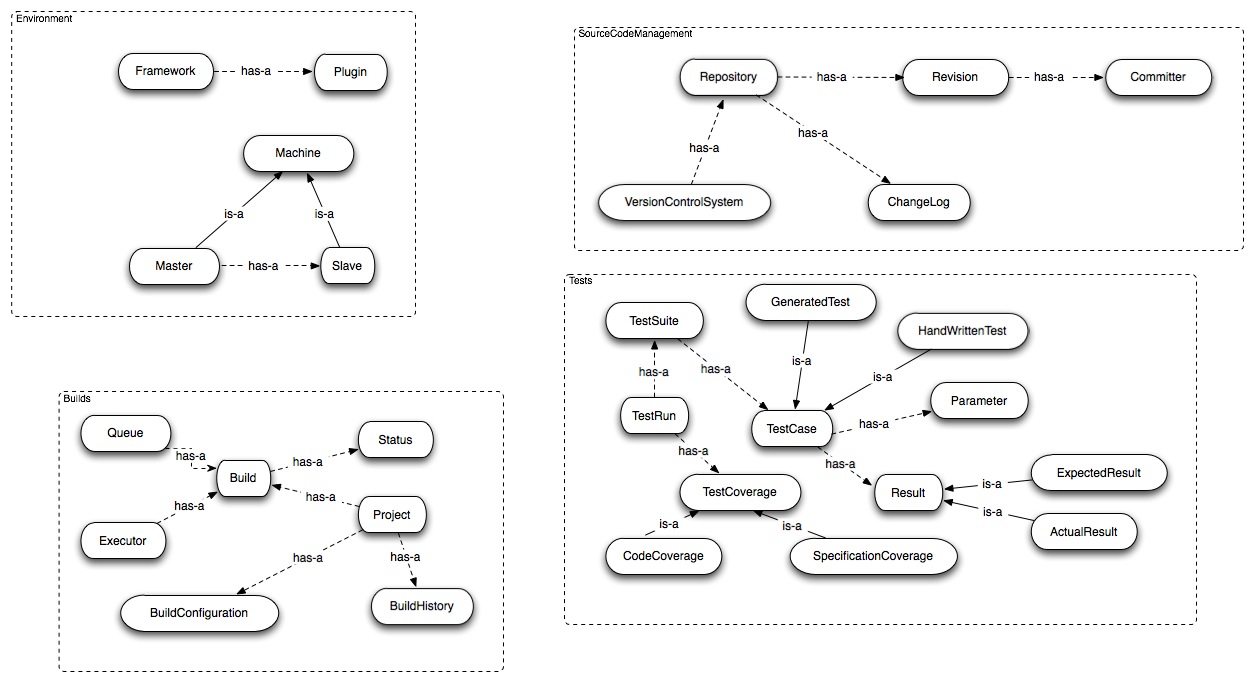 Environment
Framework
has-a
Plugin
Machine
is-a
is-a
Master
has-a
Slave
SourceCodeManagement
Repository
has-a
Revision
has-a
Committer
has-a
has-a
VersionControlSystem
ChangeLog
Builds
Queue
Status
has-a
has-a
Build
has-a
has-a
Project
Executor
has-a
has-a
BuildConfiguration
BuildHistory
Tests
GeneratedTest
TestSuite
HandWrittenTest
is-a
has-a
has-a
is-a
Parameter
TestRun
has-a
TestCase
has-a
has-a
ExpectedResult
TestCoverage
Result
is-a
is-a
is-a
is-a
ActualResult
CodeCoverage
SpecificationCoverage